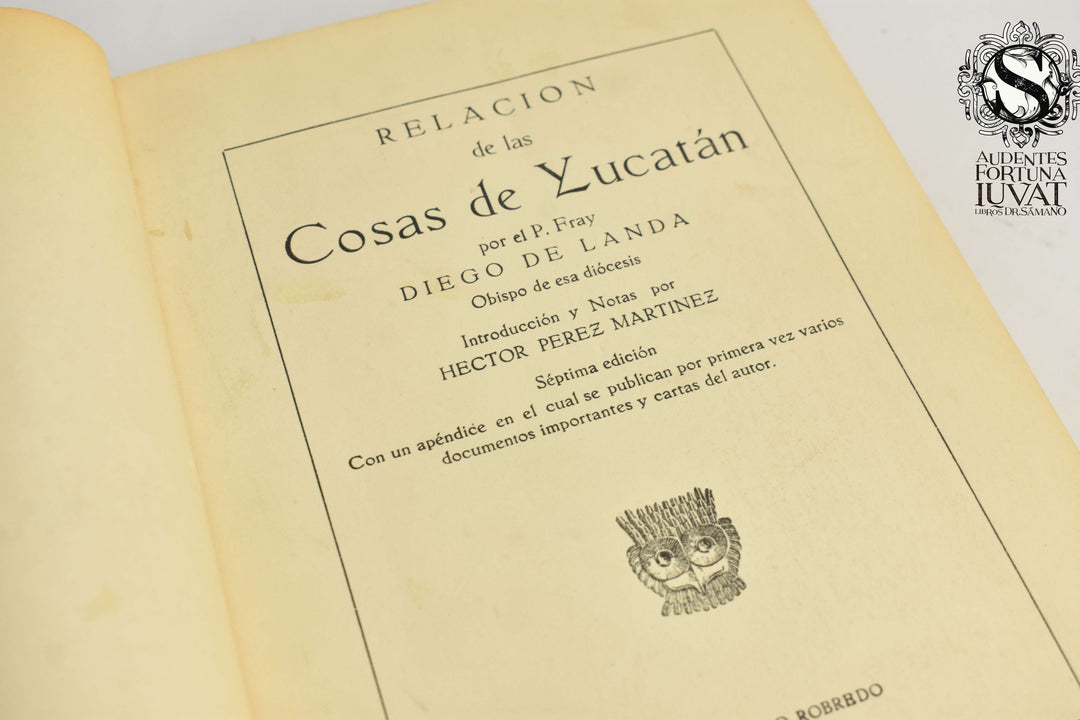 RELACION
de las
Cosas de Yucatán
por el P. Fray
DIEGO DE LANDA
Obispo de esa diócesis
Introducción y Notas por
HECTOR PEREZ MARTINEZ
Séptima edición
Con un apéndice en el cual se publican por primera vez varios
documentos importantes y cartas del autor.
ROBREDO
S
AUDENTES
FORTUNA
IUVAT
LIBROS DR. SÁMANO